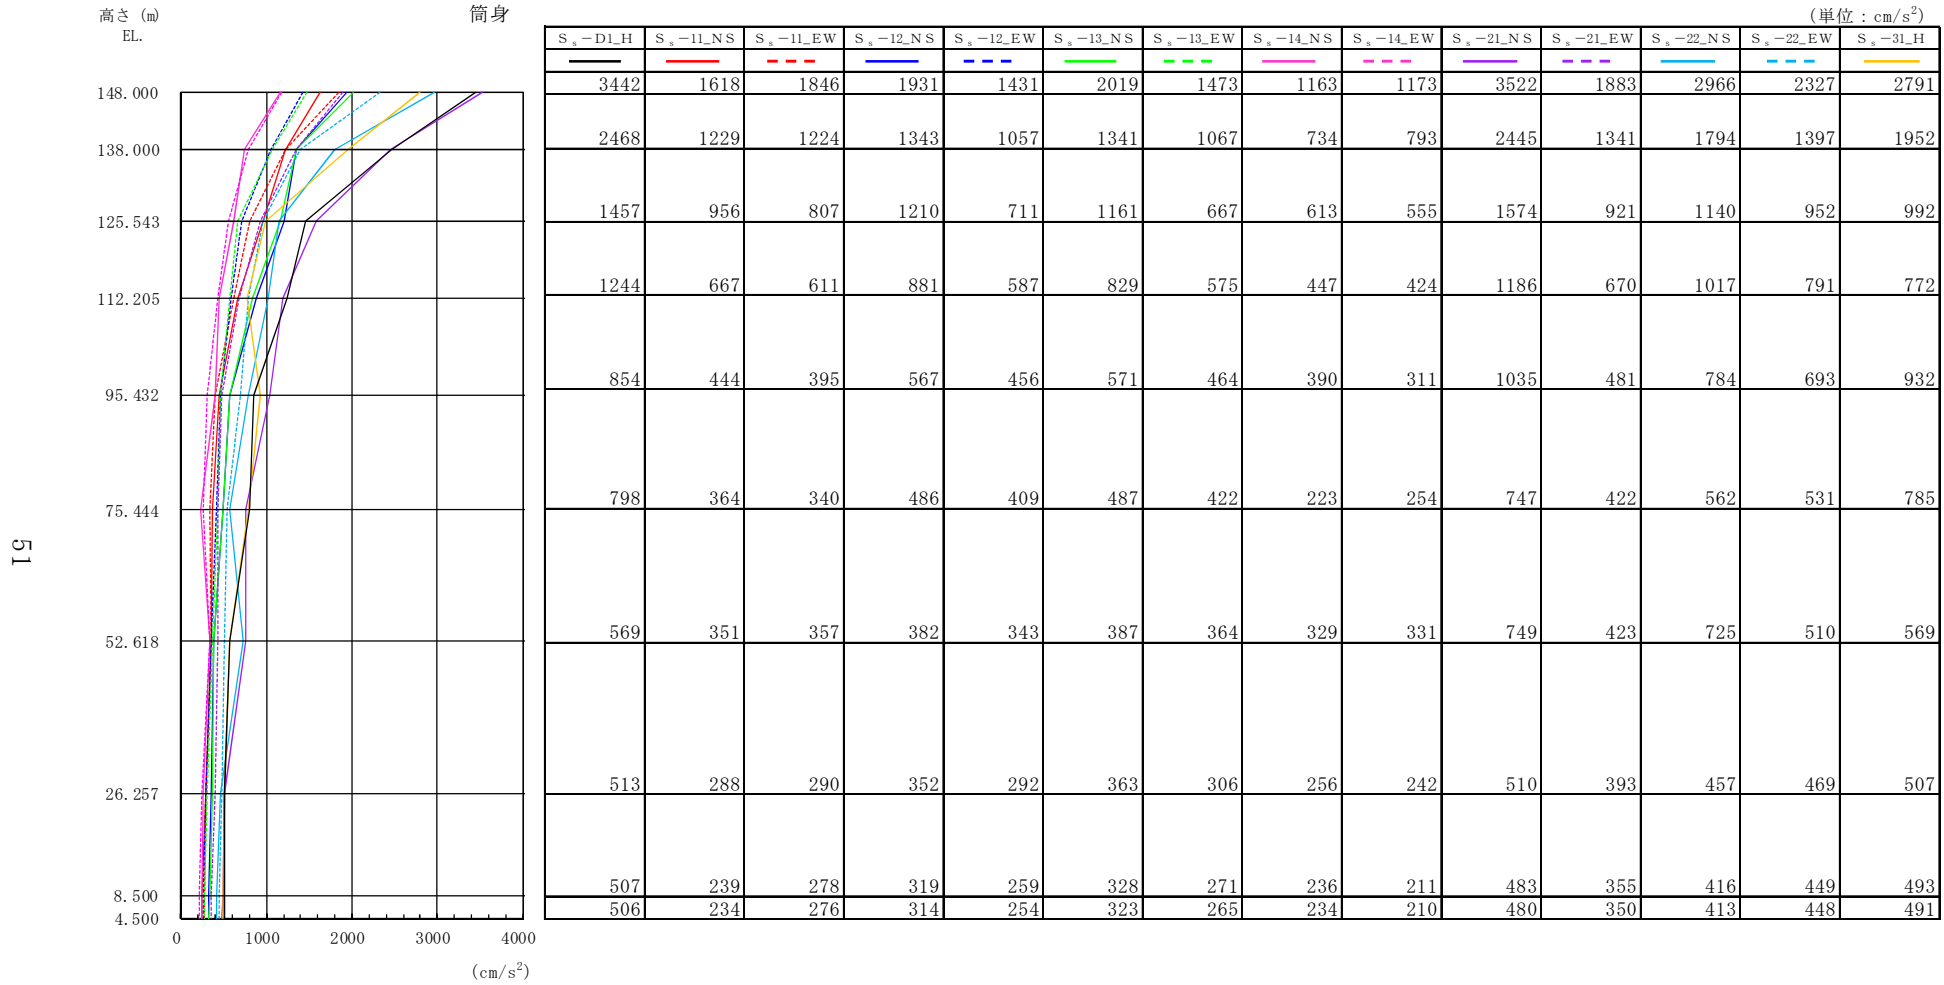 高さ (m)
EL.
筒身
(単位：cm/s²)
Sₛ−D1_H Sₛ−11_NS Sₛ−11_EW Sₛ−12_NS Sₛ−12_EW Sₛ−13_NS Sₛ−13_EW Sₛ−14_NS Sₛ−14_EW Sₛ−21_NS Sₛ−21_EW Sₛ−22_NS Sₛ−22_EW Sₛ−31_H
148.000 3442 1618 1846 1931 1431 2019 1473 1163 1173 3522 1883 2966 2327 2791
138.000 2468 1229 1224 1343 1057 1341 1067 734 793 2445 1341 1794 1397 1952
125.543 1457 956 807 1210 711 1161 667 613 555 1574 921 1140 952 992
112.205 1244 667 611 881 587 829 575 447 424 1186 670 1017 791 772
95.432 854 444 395 567 456 571 464 390 311 1035 481 784 693 932
75.444 798 364 340 486 409 487 422 223 254 747 422 562 531 785
52.618 569 351 357 382 343 387 364 329 331 749 423 725 510 569
26.257 513 288 290 352 292 363 306 256 242 510 393 457 469 507
8.500 507 239 278 319 259 328 271 236 211 483 355 416 449 493
4.500 506 234 276 314 254 323 265 234 210 480 350 413 448 491
0 1000 2000 3000 4000
(cm/s²)
51